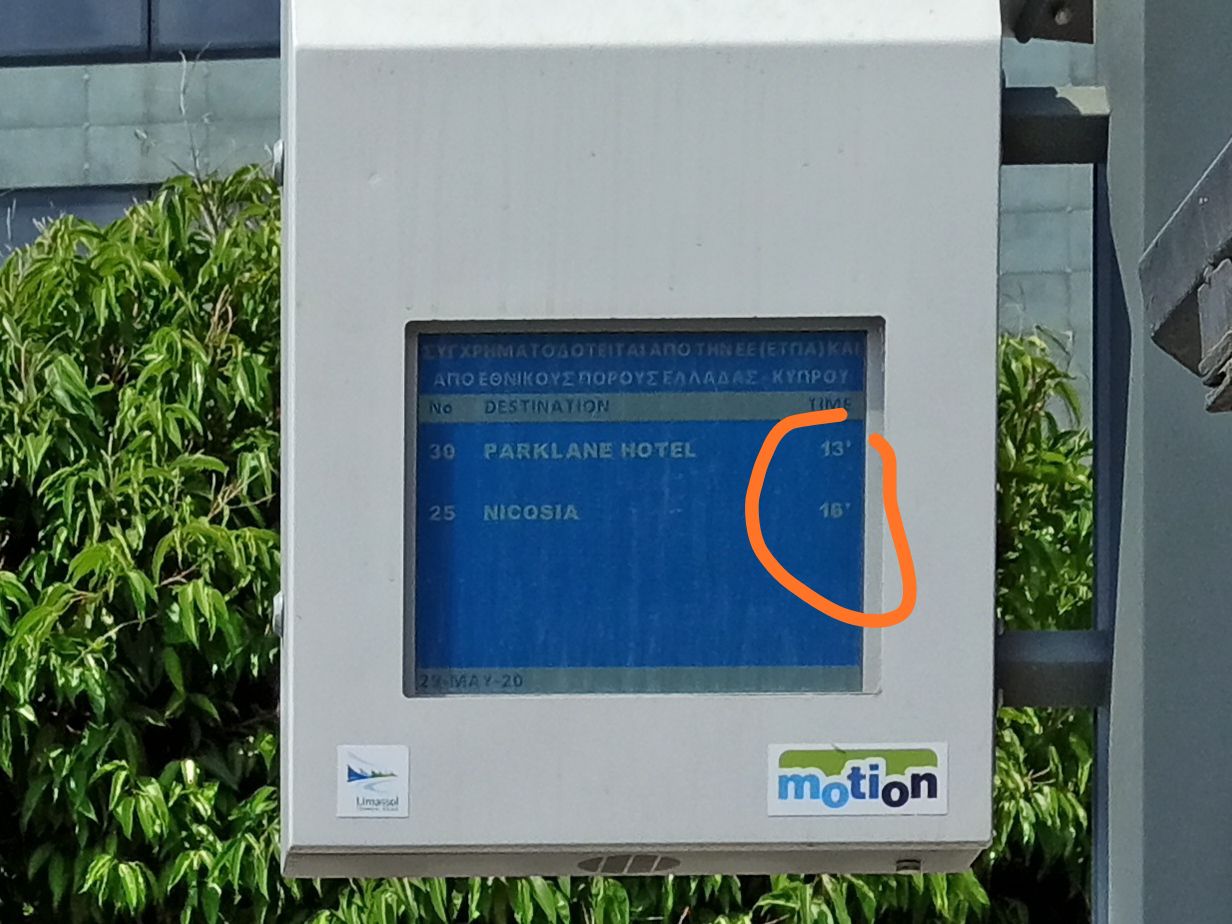 ΣΥΓΧΡΗΜΑΤΟΔΟΤΕΙΤΑΙ ΑΠΟ ΤΗΝ ΕΕ (ΕΤΠΑ) ΚΑΙ
ΑΠΟ ΕΘΝΙΚΟΥΣ ΠΟΡΟΥΣ ΕΛΛΑΔΑΣ - ΚΥΠΡΟΥ
No DESTINATION TIME
30 PARKLANE HOTEL 13'
25 NICOSIA 16'
29-MAY-20
Limassol
motion